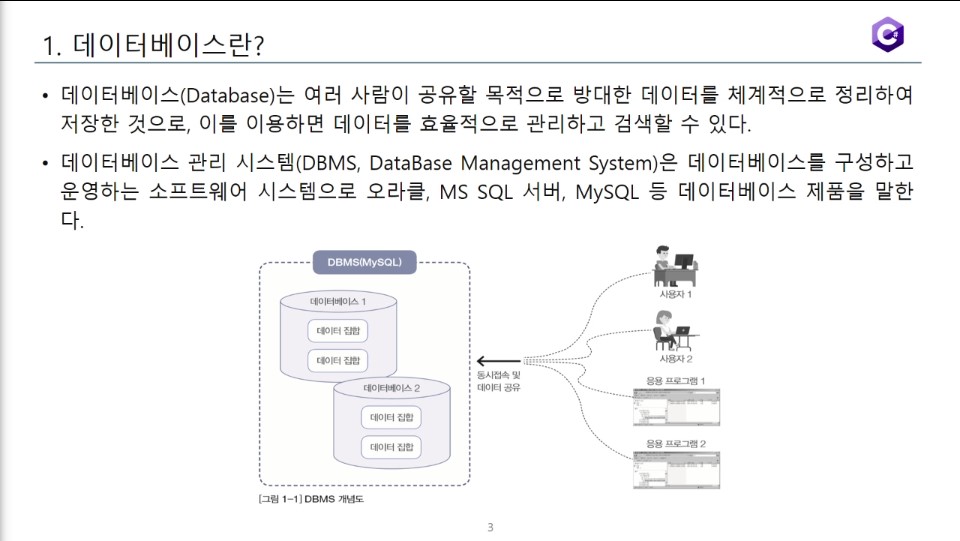 1. 데이터베이스란?
• 데이터베이스(Database)는 여러 사람이 공유할 목적으로 방대한 데이터를 체계적으로 정리하여
저장한 것으로, 이를 이용하면 데이터를 효율적으로 관리하고 검색할 수 있다.
• 데이터베이스 관리 시스템(DBMS, DataBase Management System)은 데이터베이스를 구성하고
운영하는 소프트웨어 시스템으로 오라클, MS SQL 서버, MySQL 등 데이터베이스 제품을 말한
다.
DBMS(MySQL)
데이터베이스 1
데이터 집합
데이터 집합
데이터베이스 2
데이터 집합
데이터 집합
동시접속 및
데이터 공유
사용자 1
사용자 2
응용 프로그램 1
응용 프로그램 2
[그림 1-1] DBMS 개념도
3